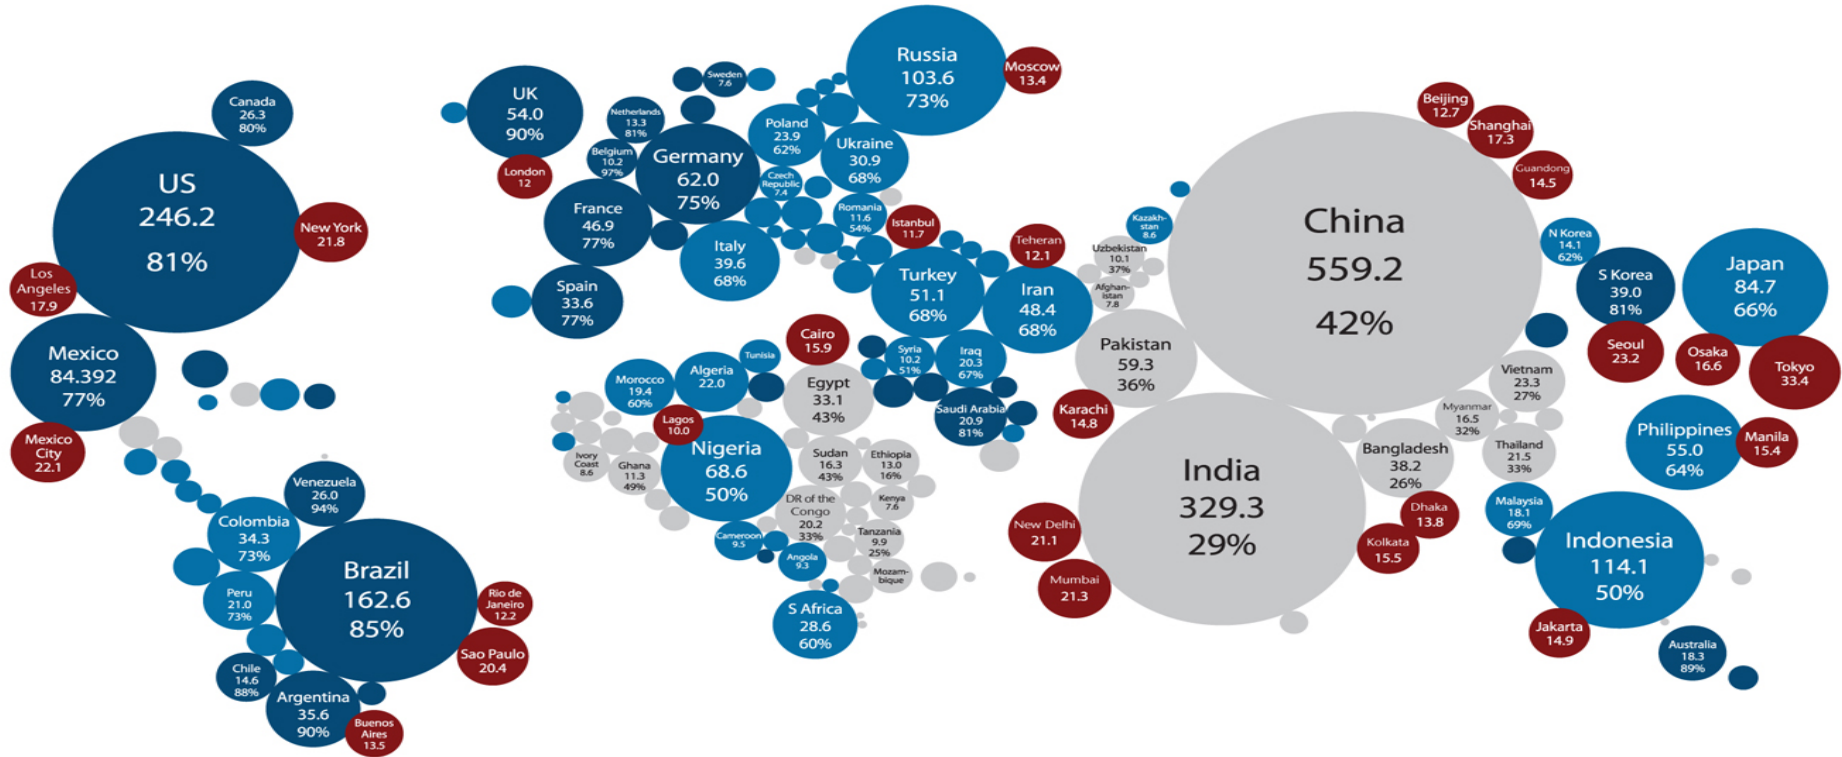 Canada
26.3
80%
US
246.2
81%
New York
21.8
Los
Angeles
17.9
Mexico
84.392
77%
Mexico
City
22.1
Venezuela
26.0
94%
Colombia
34.3
73%
Brazil
162.6
85%
Peru
21.0
73%
Rio de
Janeiro
12.2
Sao Paulo
20.4
Chile
14.6
88%
Argentina
35.6
90%
Buenos
Aires
13.5
UK
54.0
90%
London
12
Sweden
7.6
Netherlands
13.3
81%
Belgium
10.2
97%
Germany
62.0
75%
France
46.9
77%
Spain
33.6
77%
Italy
39.6
68%
Poland
23.9
62%
Czech
Republic
7.4
Ukraine
30.9
68%
Romania
11.6
54%
Russia
103.6
73%
Moscow
13.4
Istanbul
11.7
Turkey
51.1
68%
Teheran
12.1
Iran
48.4
68%
Syria
10.2
51%
Iraq
20.3
67%
Saudi Arabia
20.9
81%
Cairo
15.9
Egypt
33.1
43%
Tunisia
Algeria
22.0
Morocco
19.4
60%
Lagos
10.0
Nigeria
68.6
50%
Ivory
Coast
8.6
Ghana
11.3
49%
Sudan
16.3
43%
Ethiopia
13.0
16%
DR of the
Congo
20.2
33%
Kenya
7.6
Tanzania
9.9
25%
Cameroon
9.5
Angola
9.3
Mozam-
bique
S Africa
28.6
60%
Kazakh-
stan
8.6
Uzbekistan
10.1
37%
Afghan-
istan
7.8
Pakistan
59.3
36%
Karachi
14.8
China
559.2
42%
Beijing
12.7
Shanghai
17.3
Guandong
14.5
India
329.3
29%
New Delhi
21.1
Mumbai
21.3
Bangladesh
38.2
26%
Dhaka
13.8
Kolkata
15.5
Myanmar
16.5
32%
Vietnam
23.3
27%
Thailand
21.5
33%
Malaysia
18.1
69%
Indonesia
114.1
50%
Jakarta
14.9
Australia
18.3
89%
Philippines
55.0
64%
Manila
15.4
N Korea
14.1
62%
S Korea
39.0
81%
Seoul
23.2
Japan
84.7
66%
Osaka
16.6
Tokyo
33.4